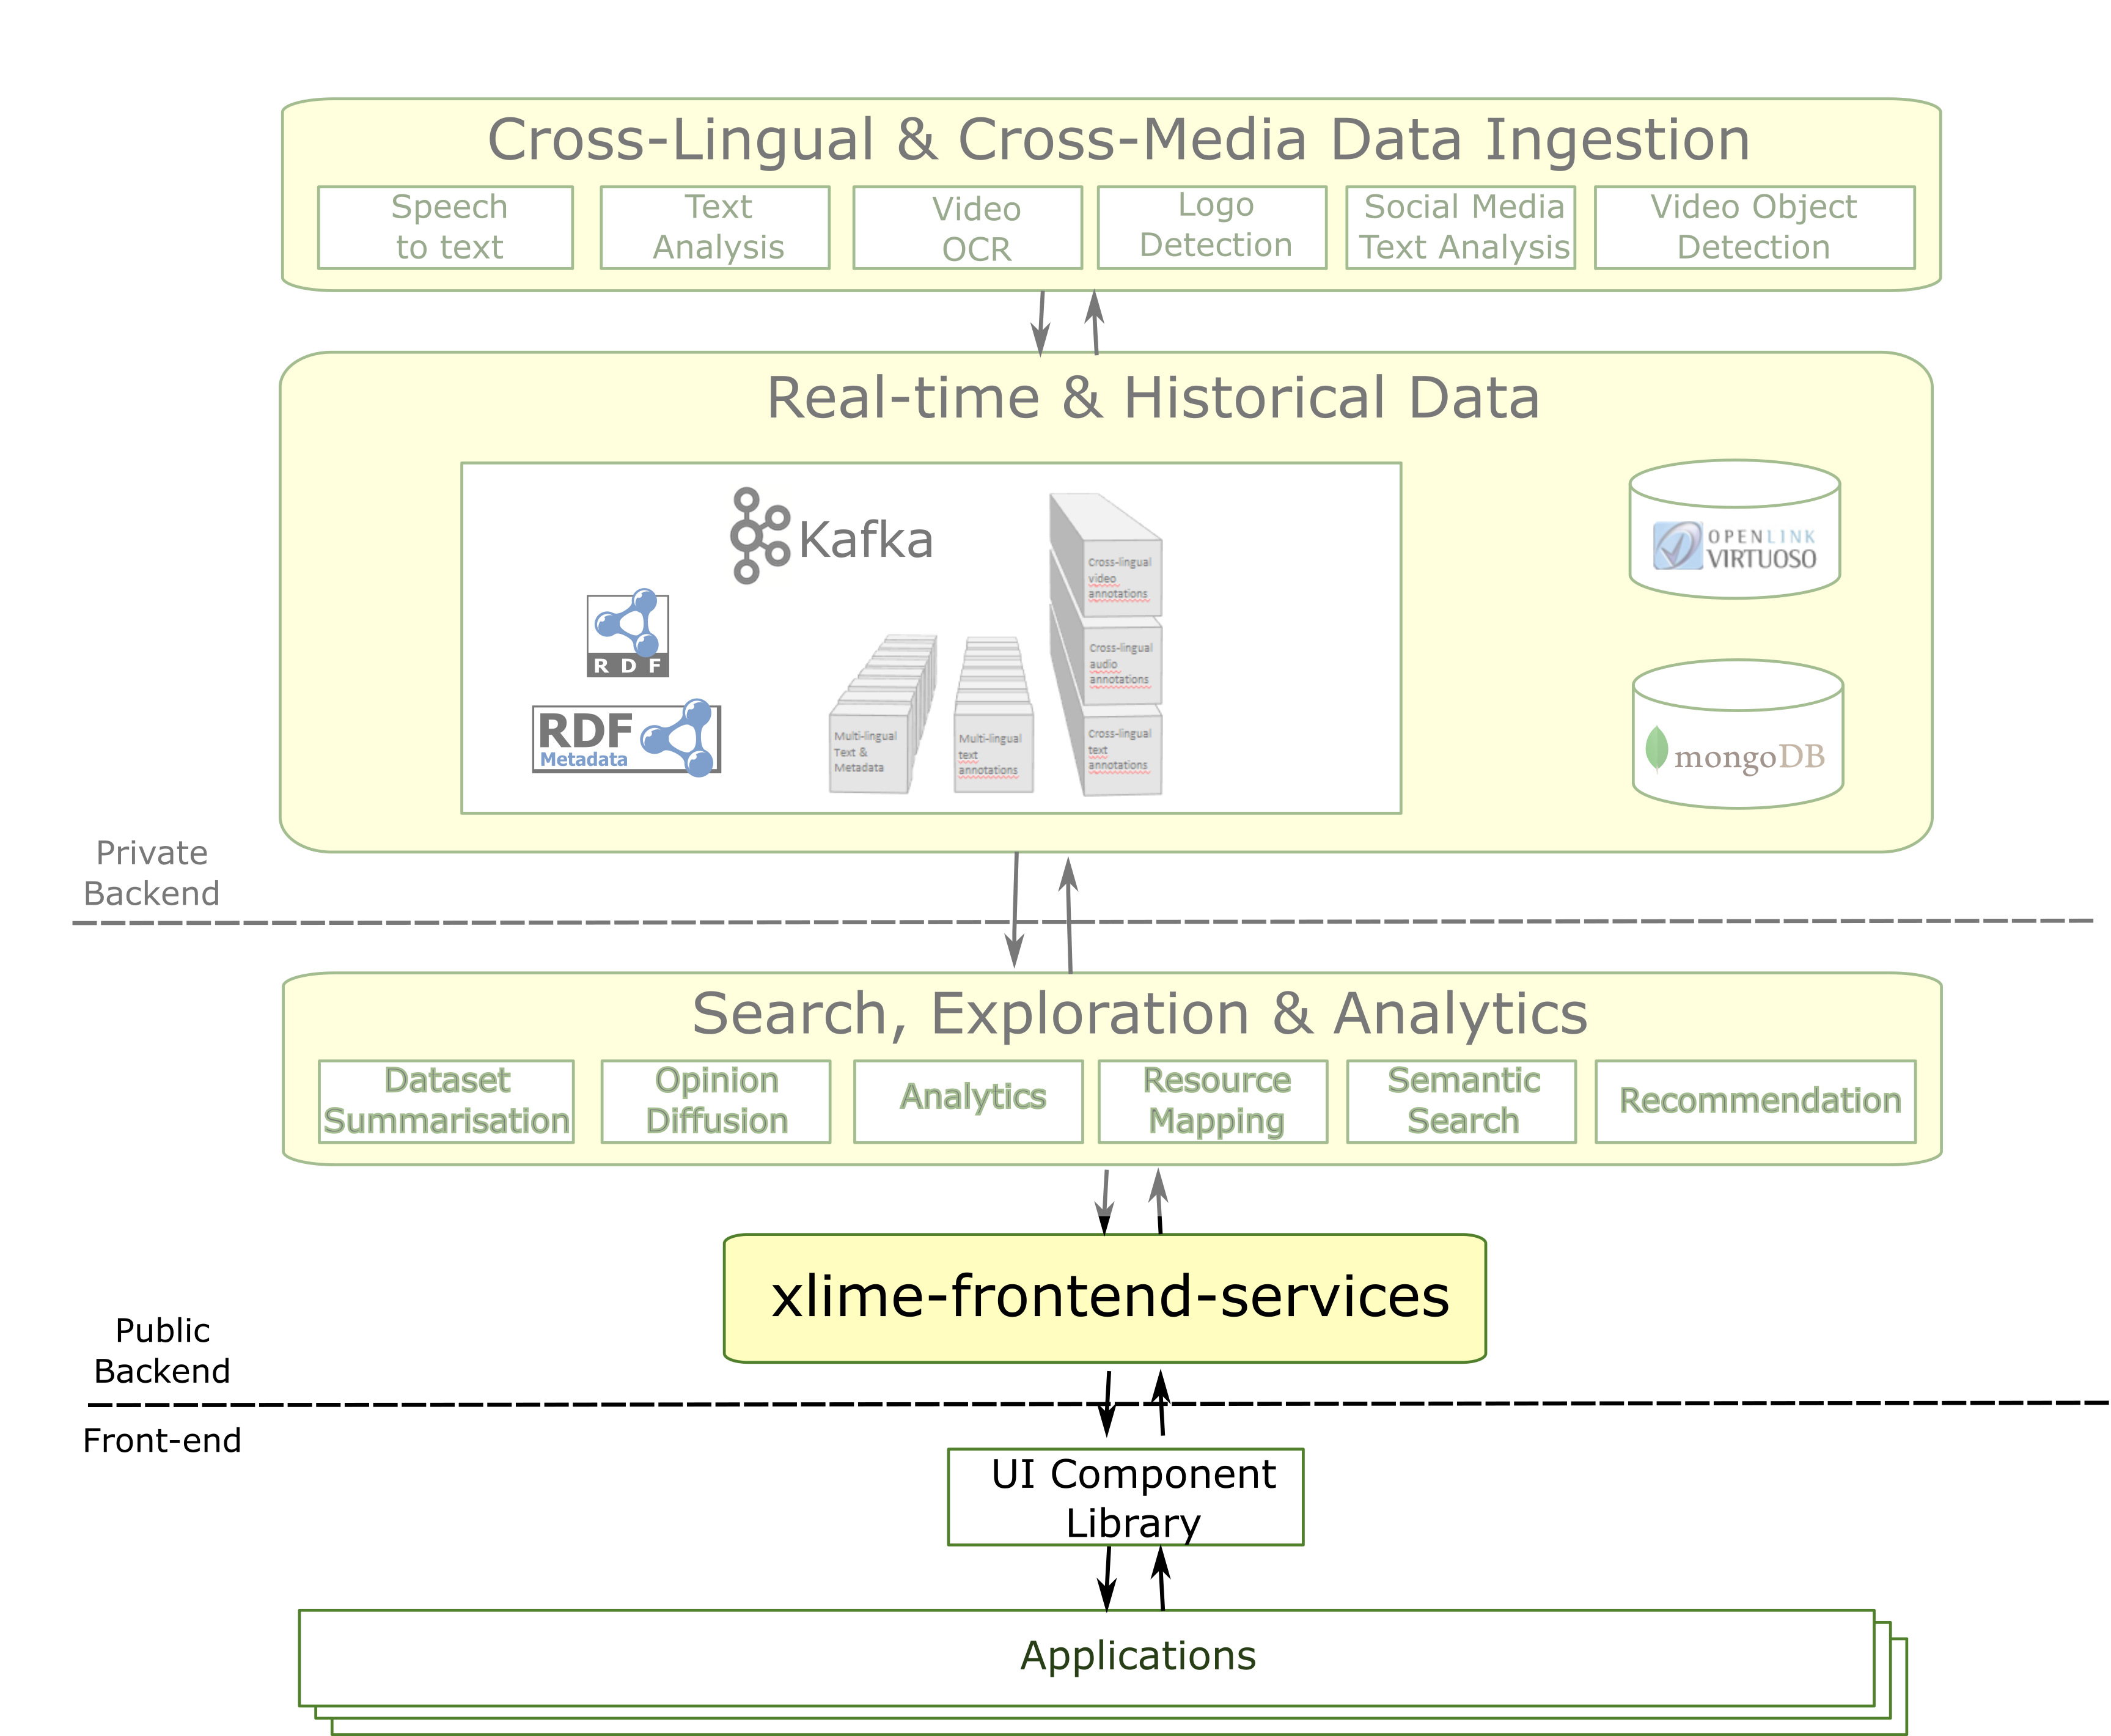 Cross-Lingual & Cross-Media Data Ingestion
Speech
to text
Text
Analysis
Video
OCR
Logo
Detection
Social Media
Text Analysis
Video Object
Detection
Real-time & Historical Data
Kafka
RDF
RDF
Metadata
Multi-lingual
Text &
Metadata
Multi-lingual
text
annotations
Cross-lingual
video
annotations
Cross-lingual
audio
annotations
Cross-lingual
text
annotations
OPENLINK
VIRTUOSO
mongoDB
Private
Backend
Search, Exploration & Analytics
Dataset
Summarisation
Opinion
Diffusion
Analytics
Resource
Mapping
Semantic
Search
Recommendation
xlime-frontend-services
Public
Backend
Front-end
UI Component
Library
Applications